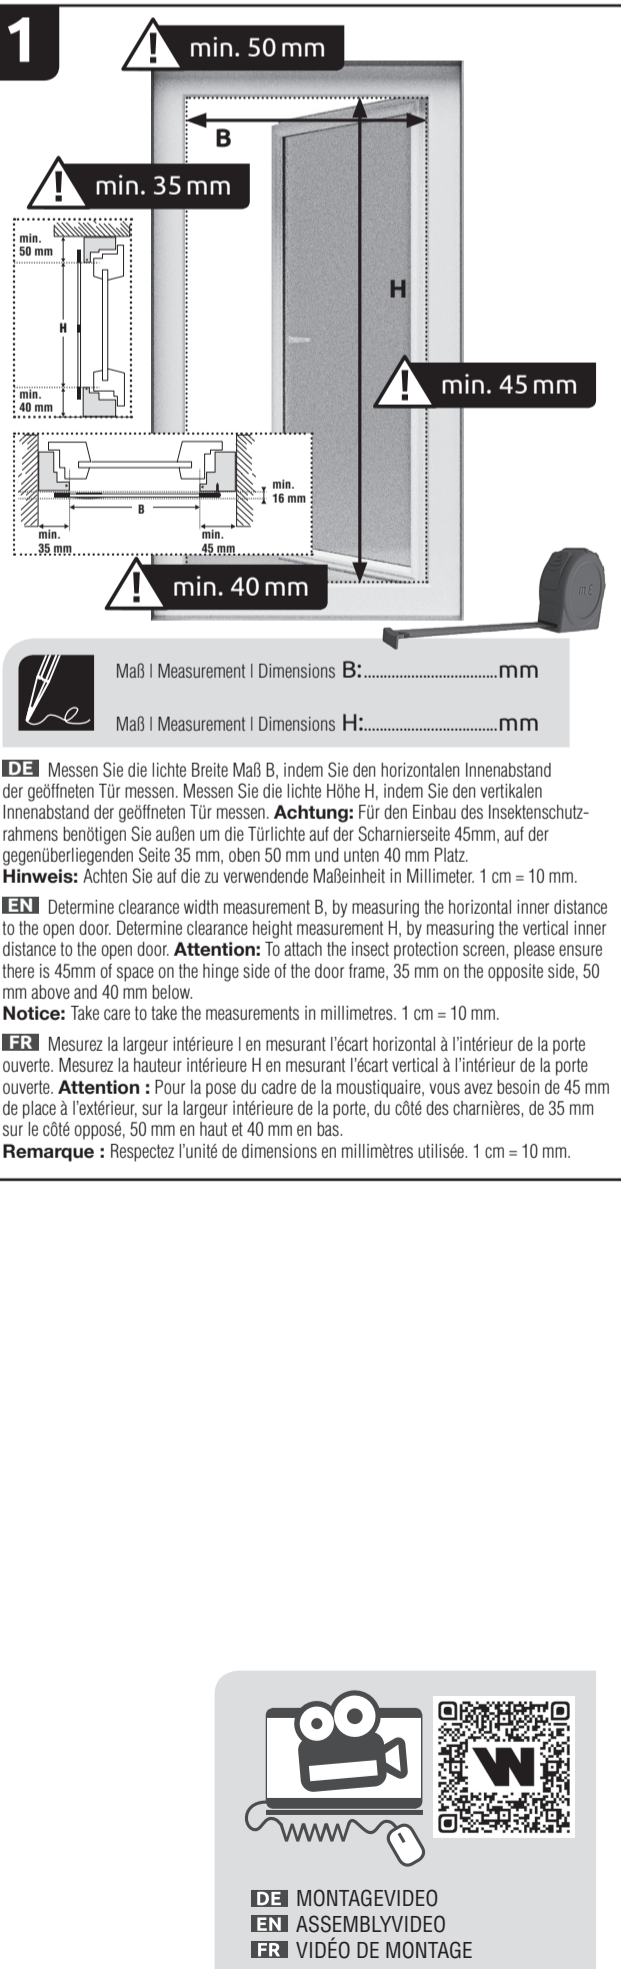 1
min. 50 mm
B
min. 35 mm
min.
50 mm
H
H
min.
40 mm
min. 45 mm
min.
16 mm
B
min.
35 mm
min.
45 mm
min. 40 mm
3 m
Maß | Measurement | Dimensions B:..................................mm
Maß | Measurement | Dimensions H:..................................mm
DE Messen Sie die lichte Breite Maß B, indem Sie den horizontalen Innenabstand
der geöffneten Tür messen. Messen Sie die lichte Höhe H, indem Sie den vertikalen
Innenabstand der geöffneten Tür messen. Achtung: Für den Einbau des Insektenschutz-
rahmens benötigen Sie außen um die Türlichte auf der Scharnierseite 45mm, auf der
gegenüberliegenden Seite 35 mm, oben 50 mm und unten 40 mm Platz.
Hinweis: Achten Sie auf die zu verwendende Maßeinheit in Millimeter. 1 cm = 10 mm.
EN Determine clearance width measurement B, by measuring the horizontal inner distance
to the open door. Determine clearance height measurement H, by measuring the vertical inner
distance to the open door. Attention: To attach the insect protection screen, please ensure
there is 45mm of space on the hinge side of the door frame, 35 mm on the opposite side, 50
mm above and 40 mm below.
Notice: Take care to take the measurements in millimetres. 1 cm = 10 mm.
FR Mesurez la largeur intérieure l en mesurant l'écart horizontal à l'intérieur de la porte
ouverte. Mesurez la hauteur intérieure H en mesurant l'écart vertical à l'intérieur de la porte
ouverte. Attention : Pour la pose du cadre de la moustiquaire, vous avez besoin de 45 mm
de place à l'extérieur, sur la largeur intérieure de la porte, du côté des charnières, de 35 mm
sur le côté opposé, 50 mm en haut et 40 mm en bas.
Remarque : Respectez l'unité de dimensions en millimètres utilisée. 1 cm = 10 mm.
DE MONTAGEVIDEO
EN ASSEMBLYVIDEO
FR VIDÉO DE MONTAGE